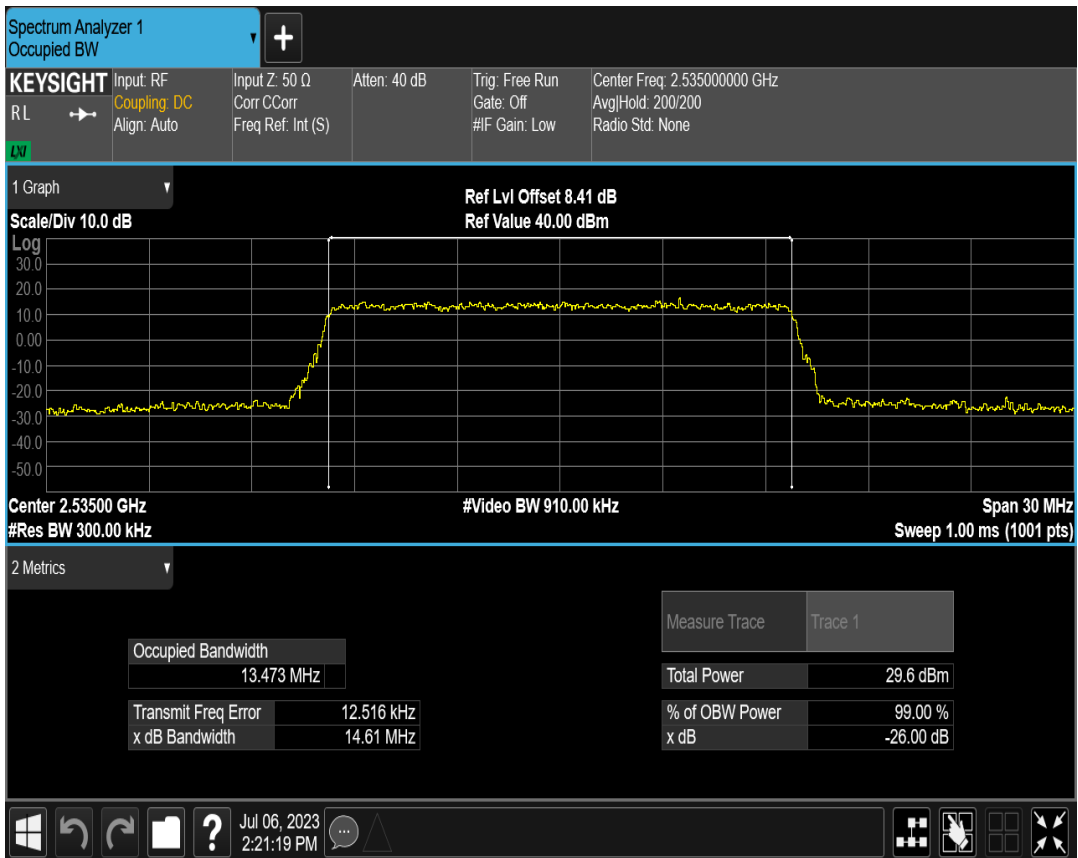 Spectrum Analyzer 1
Occupied BW
KEYSIGHT
RL
LXI
Input: RF
Coupling: DC
Align: Auto
Input Z: 50 Ω
Corr CCorr
Freq Ref: Int (S)
Atten: 40 dB
Trig: Free Run
Gate: Off
#IF Gain: Low
Center Freq: 2.535000000 GHz
Avg|Hold: 200/200
Radio Std: None
1 Graph
Scale/Div 10.0 dB
Ref Lvl Offset 8.41 dB
Ref Value 40.00 dBm
Log
30.0
20.0
10.0
0.00
-10.0
-20.0
-30.0
-40.0
-50.0
Center 2.53500 GHz
#Video BW 910.00 kHz
Span 30 MHz
#Res BW 300.00 kHz
Sweep 1.00 ms (1001 pts)
2 Metrics
Occupied Bandwidth
13.473 MHz
Transmit Freq Error 12.516 kHz
x dB Bandwidth 14.61 MHz
Measure Trace Trace 1
Total Power 29.6 dBm
% of OBW Power 99.00 %
x dB -26.00 dB
Jul 06, 2023
2:21:19 PM